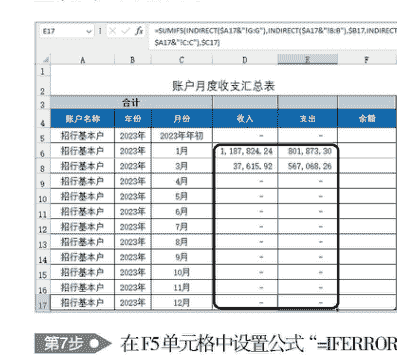 E17 fx =SUMIFS(INDIRECT($A17&"!G:G"),INDIRECT($A17&"!B:B"),$B17,INDIRECT
$A17&"!C:C"),$C17)
A B C D E F
1
2 账户月度收支汇总表
3 合计
4 账户名称 年份 月份 收入 支出 余额
5 招行基本户 2023年 2023年年初 - -
6 招行基本户 2023年 1月 1,187,824.24 801,873.30
8 招行基本户 2023年 3月 37,615.92 567,068.26
9 招行基本户 2023年 4月 - -
10 招行基本户 2023年 5月 - -
11 招行基本户 2023年 6月 - -
12 招行基本户 2023年 7月 - -
13 招行基本户 2023年 8月 - -
14 招行基本户 2023年 9月 - -
15 招行基本户 2023年 10月 - -
16 招行基本户 2023年 11月 - -
17 招行基本户 2023年 12月 - -
第7步 在F5单元格中设置公式“=IFERROR